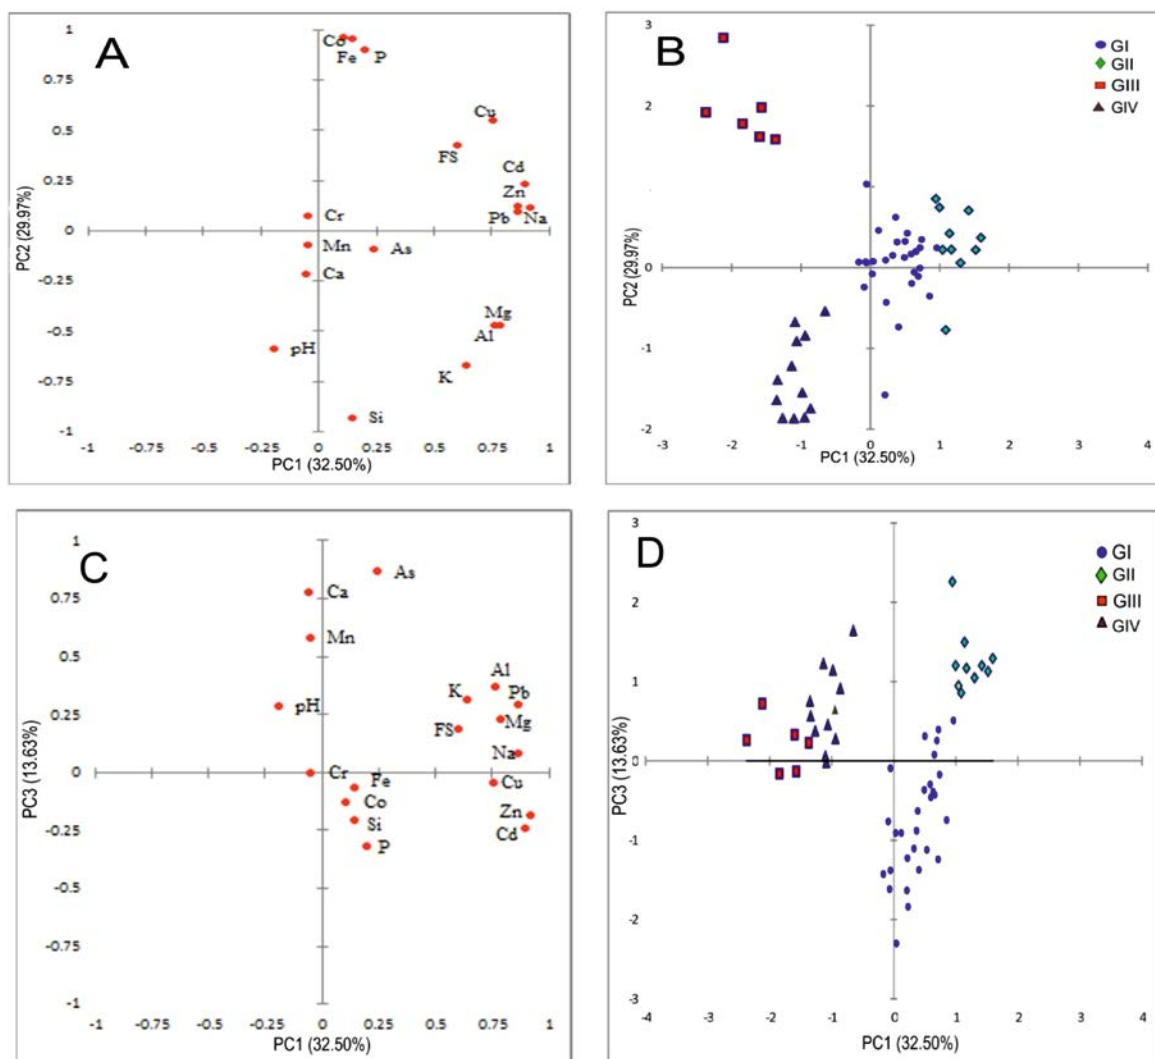 A
1
0.75
0.5
0.25
0
-0.25
-0.5
-0.75
-1
PC2 (29.97%)
Co
Fe P
Cu
FS
Cd
Zn
Pb Na
Cr
Mn As
Ca
Mg
Al
pH
K
Si
-1 -0.75 -0.5 -0.25 0 0.25 0.5 0.75 1
PC1 (32.50%)
B
3
2
1
0
-1
-2
PC2 (29.97%)
GI
GII
GIII
GIV
-3 -2 -1 0 1 2 3 4
PC1 (32.50%)
C
1
0.75
0.5
0.25
0
-0.25
-0.5
-0.75
-1
PC3 (13.63%)
As
Ca
Mn
Al
K Pb
pH
FS Mg
Na
Cr
Fe Cu
Co
Si Zn
P Cd
-1 -0.75 -0.5 -0.25 0 0.25 0.5 0.75 1
PC1 (32.50%)
D
3
2
1
0
-1
-2
-3
PC3 (13.63%)
GI
GII
GIII
GIV
-4 -3 -2 -1 0 1 2 3 4
PC1 (32.50%)